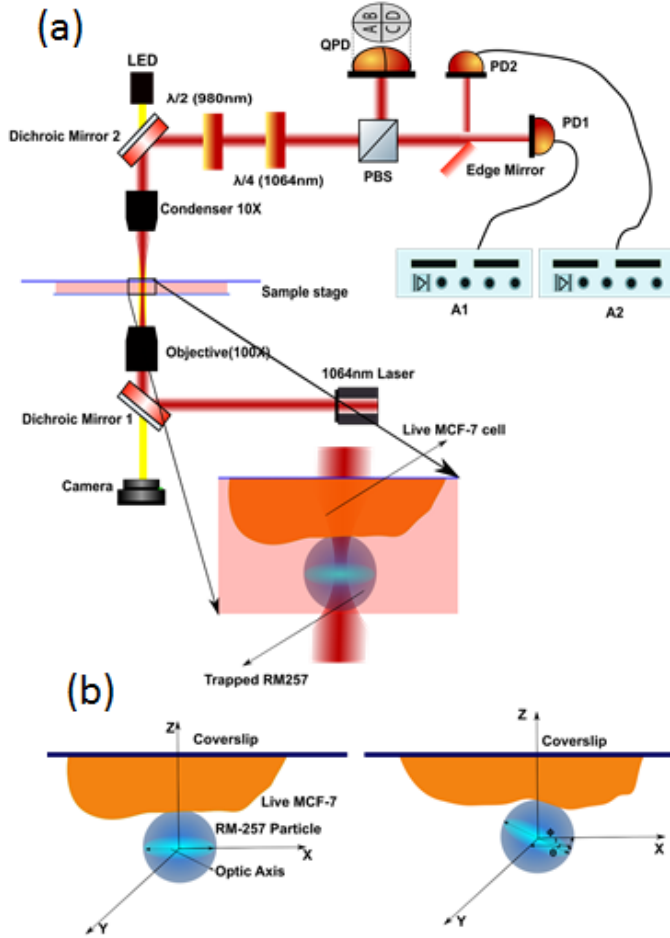 (a)
LED
QPD
A B
C D
PD2
λ/2 (980nm)
PD1
Dichroic Mirror 2
Edge Mirror
PBS
λ/4 (1064nm)
Condenser 10X
Sample stage
A1
A2
Objective(100X)
1064nm Laser
Dichroic Mirror 1
Live MCF-7 cell
Camera
Trapped RM257
(b)
Z
Coverslip
Live MCF-7
RM-257 Particle
X
Optic Axis
Y
Z
Coverslip
X
Y